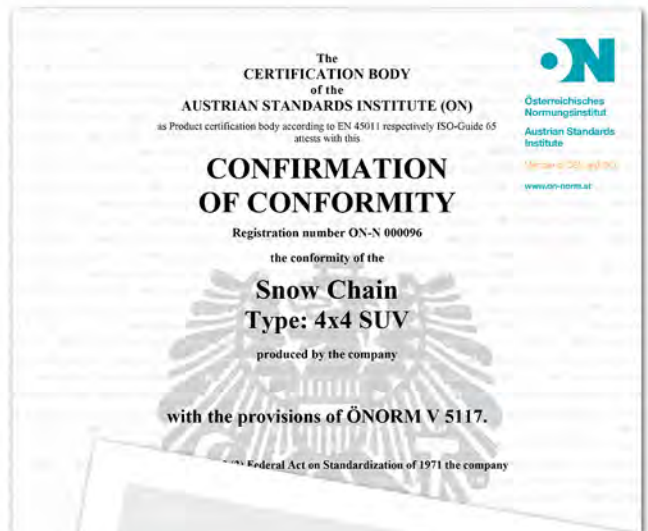 The
CERTIFICATION BODY
of the
AUSTRIAN STANDARDS INSTITUTE (ON)
as Product certification body according to EN 45011 respectively ISO-Guide 65
attests with this
CONFIRMATION
OF CONFORMITY
Registration number ON-N 000096
the conformity of the
Snow Chain
Type: 4x4 SUV
produced by the company
with the provisions of ÖNORM V 5117.
Federal Act on Standardization of 1971 the company
ON
Österreichisches
Normungsinstitut
Austrian Standards
Institute
www.on-norm.at